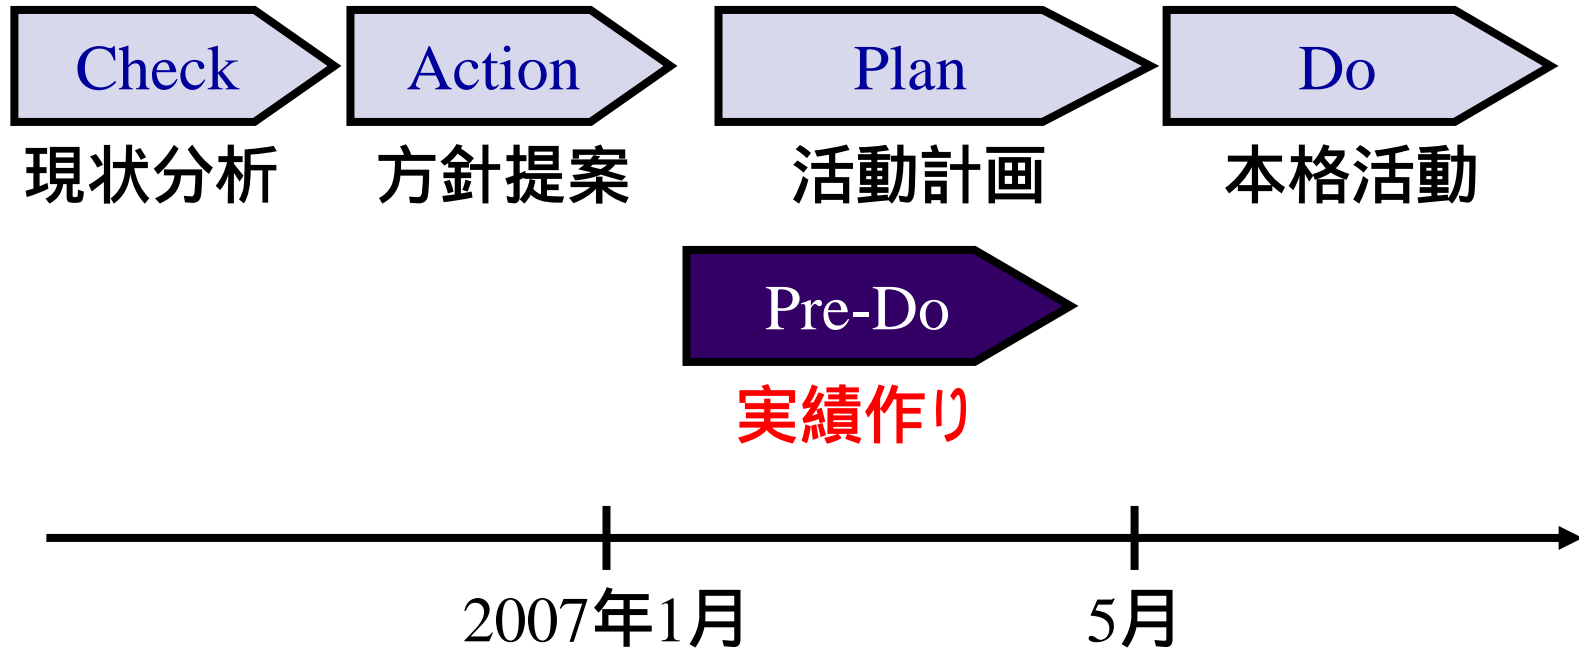 Check Action Plan Do
現状分析 方針提案 活動計画 本格活動
Pre-Do
実績作り
2007年1月 5月